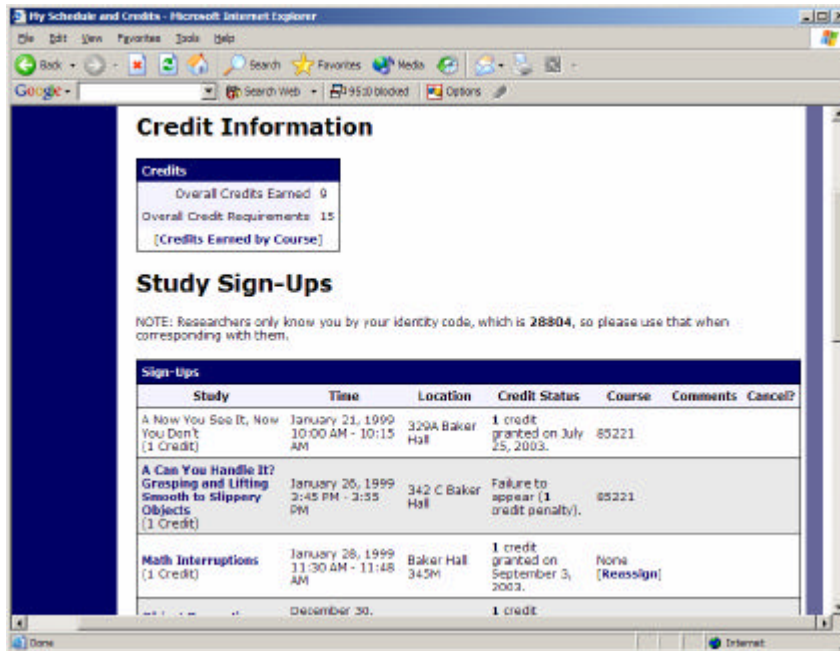 My Schedule and Credits - Microsoft Internet Explorer
File Edit View Favorites Tools Help
Back Search Favorites Media
Google Search Web 9510 blocked Options
Credit Information
Credits
Overall Credits Earned 9
Overall Credit Requirements 15
[Credits Earned by Course]
Study Sign-Ups
NOTE: Researchers only know you by your identity code, which is 28804, so please use that when
corresponding with them.
Sign-Ups
Study Time Location Credit Status Course Comments Cancel?
A Now You See It, Now January 21, 1999 329A Baker 1 credit 85221
You Don't 10:00 AM - 10:15 Hall granted on July
(1 Credit) AM 25, 2003.
A Can You Handle It?
Grasping and Lifting January 26, 1999 342 C Baker Failure to 85221
Smooth to Slippery 3:45 PM - 3:55 Hall appear (1
Objects PM credit penalty).
(1 Credit)
Math Interruptions January 28, 1999 Baker Hall 1 credit None
(1 Credit) 11:30 AM - 11:48 345M granted on [Reassign]
AM September 3,
2003.
December 30, 1 credit
Done Internet